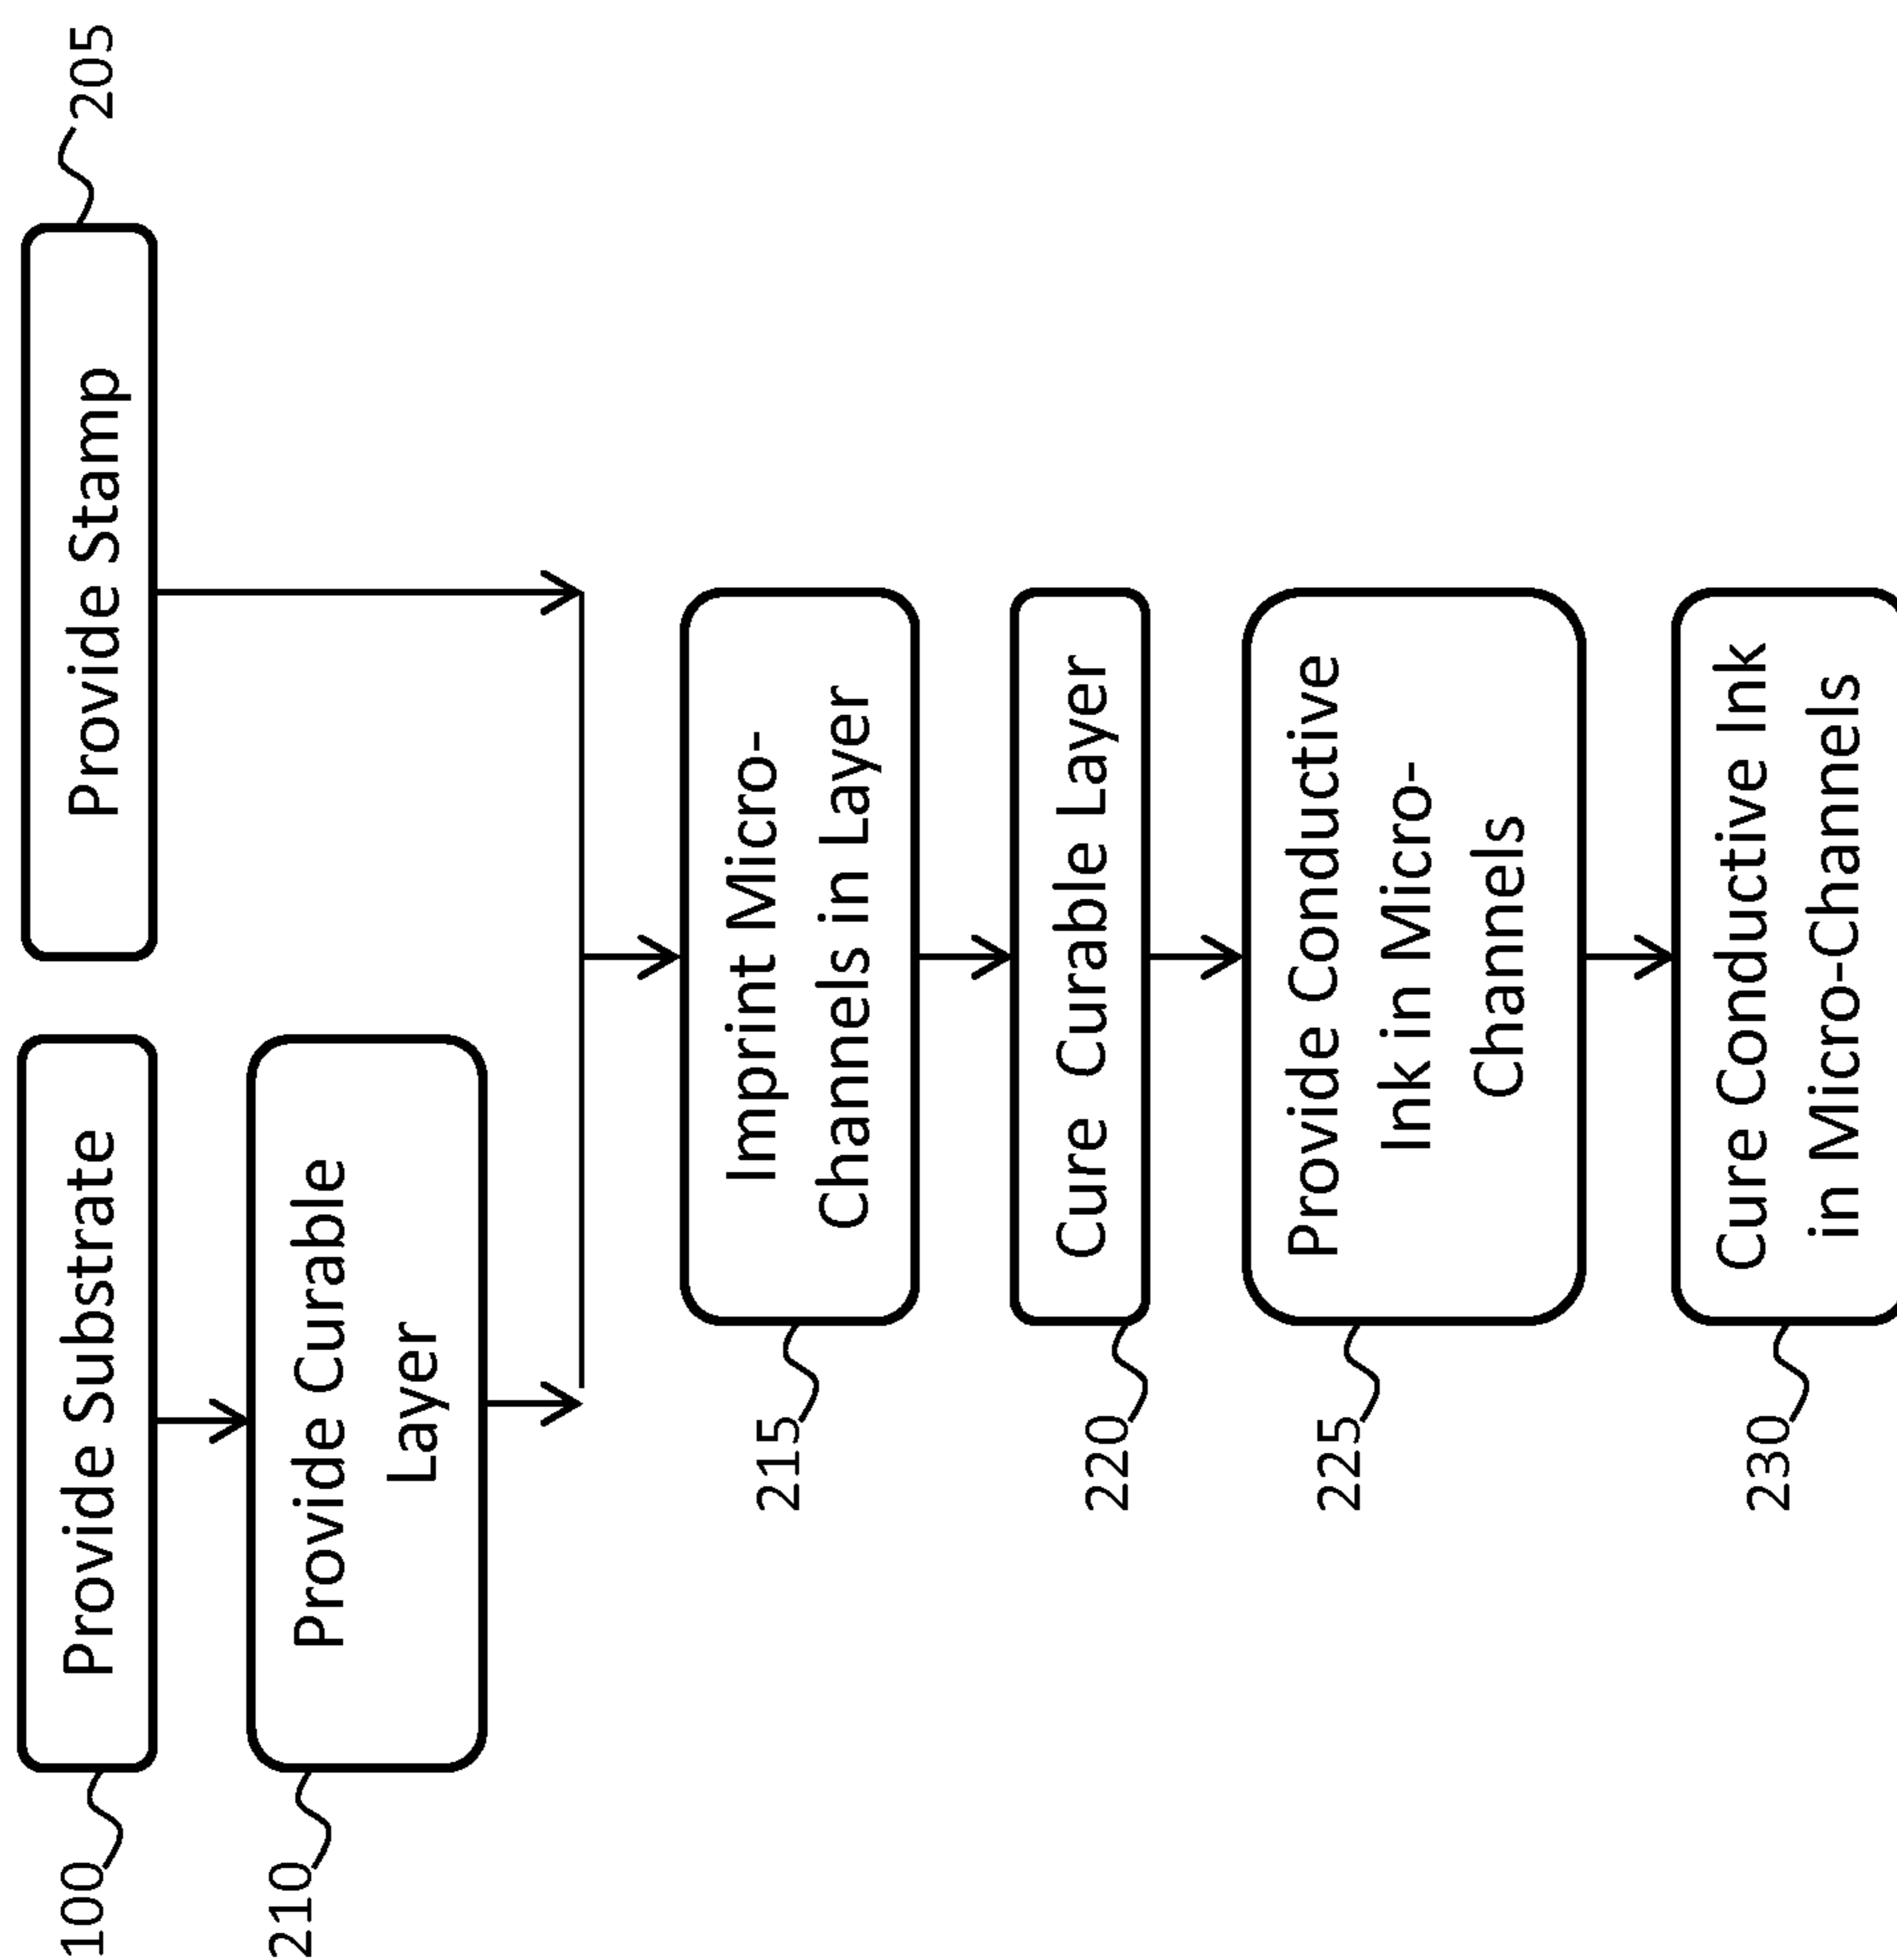 100
Provide Substrate
Provide Stamp
205
210
Provide Curable
Layer
215
Imprint Micro-
Channels in Layer
220
Cure Curable Layer
225
Provide Conductive
Ink in Micro-
Channels
230
Cure Conductive Ink
in Micro-Channels